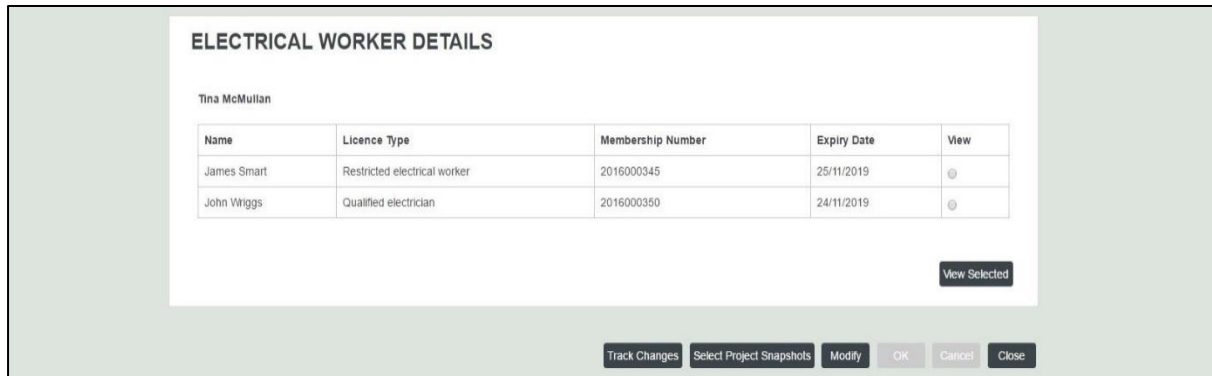 ELECTRICAL WORKER DETAILS
Tina McMullan
Name Licence Type Membership Number Expiry Date View
James Smart Restricted electrical worker 2016000345 25/11/2019
John Wriggs Qualified electrician 2016000350 24/11/2019
View Selected
Track Changes Select Project Snapshots Modify OK Cancel Close